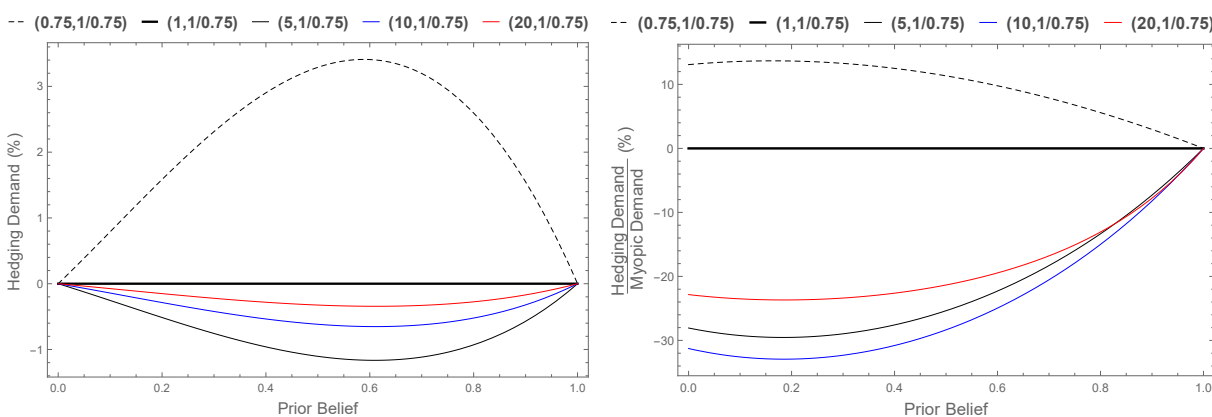 (0.75,1/0.75) (1,1/0.75) (5,1/0.75) (10,1/0.75) (20,1/0.75)
Hedging Demand (%)
3
2
1
0
−1
0.0 0.2 0.4 0.6 0.8 1.0
Prior Belief
(0.75,1/0.75) (1,1/0.75) (5,1/0.75) (10,1/0.75) (20,1/0.75)
Hedging Demand (%)
Myopic Demand
10
0
−10
−20
−30
0.0 0.2 0.4 0.6 0.8 1.0
Prior Belief